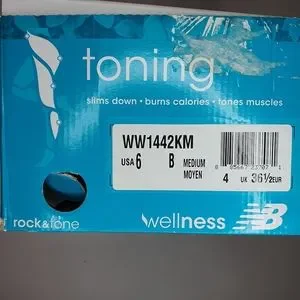 toning
slims down • burns calories • tones muscles
WW1442KM
USA 6 B MEDIUM MOYEN 4 UK 36½ EUR
rock&tone
wellness NB